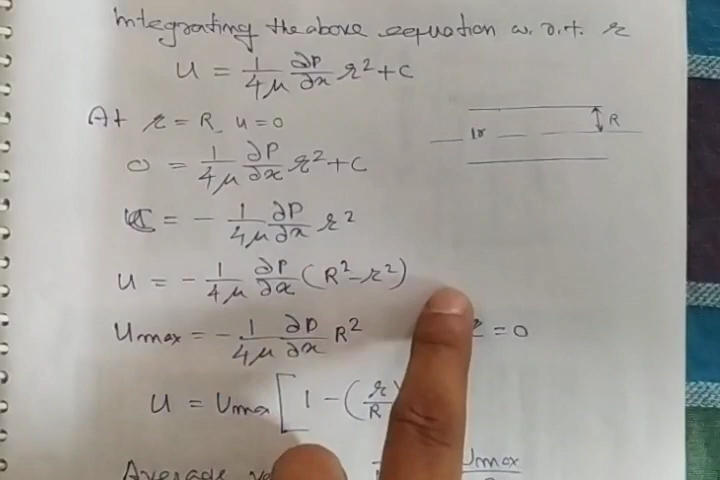 Integrating the above equation w.r.t. r
u = 1/4μ ∂P/∂x r² + C
At r = R, u = 0
R
r
0 = 1/4μ ∂P/∂x r² + C
C = - 1/4μ ∂P/∂x r²
u = - 1/4μ ∂P/∂x (R² - r²)
Umax = - 1/4μ ∂P/∂x R² = 0
u = Umax [ 1 - ( r/R )
Average Umax